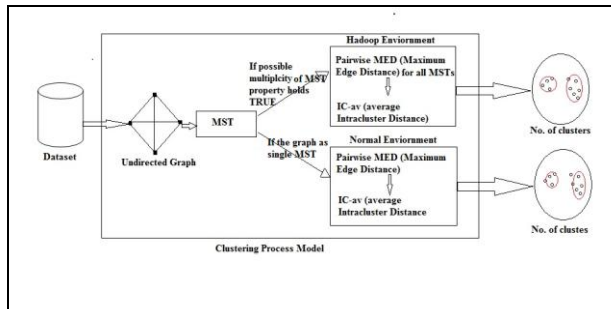 Hadoop Enviornment
If possible
multiplcity of MST
property holds
TRUE
Pairwise MED (Maximum
Edge Distance) for all MSTs
IC-av (average
Intracluster Distance)
No. of clusters
MST
Dataset
Undirected Graph
If the graph as
single MST
Normal Enviornment
Pairwise MED (Maximum
Edge Distance)
IC-av (average
Intracluster Distance
No. of clustes
Clustering Process Model